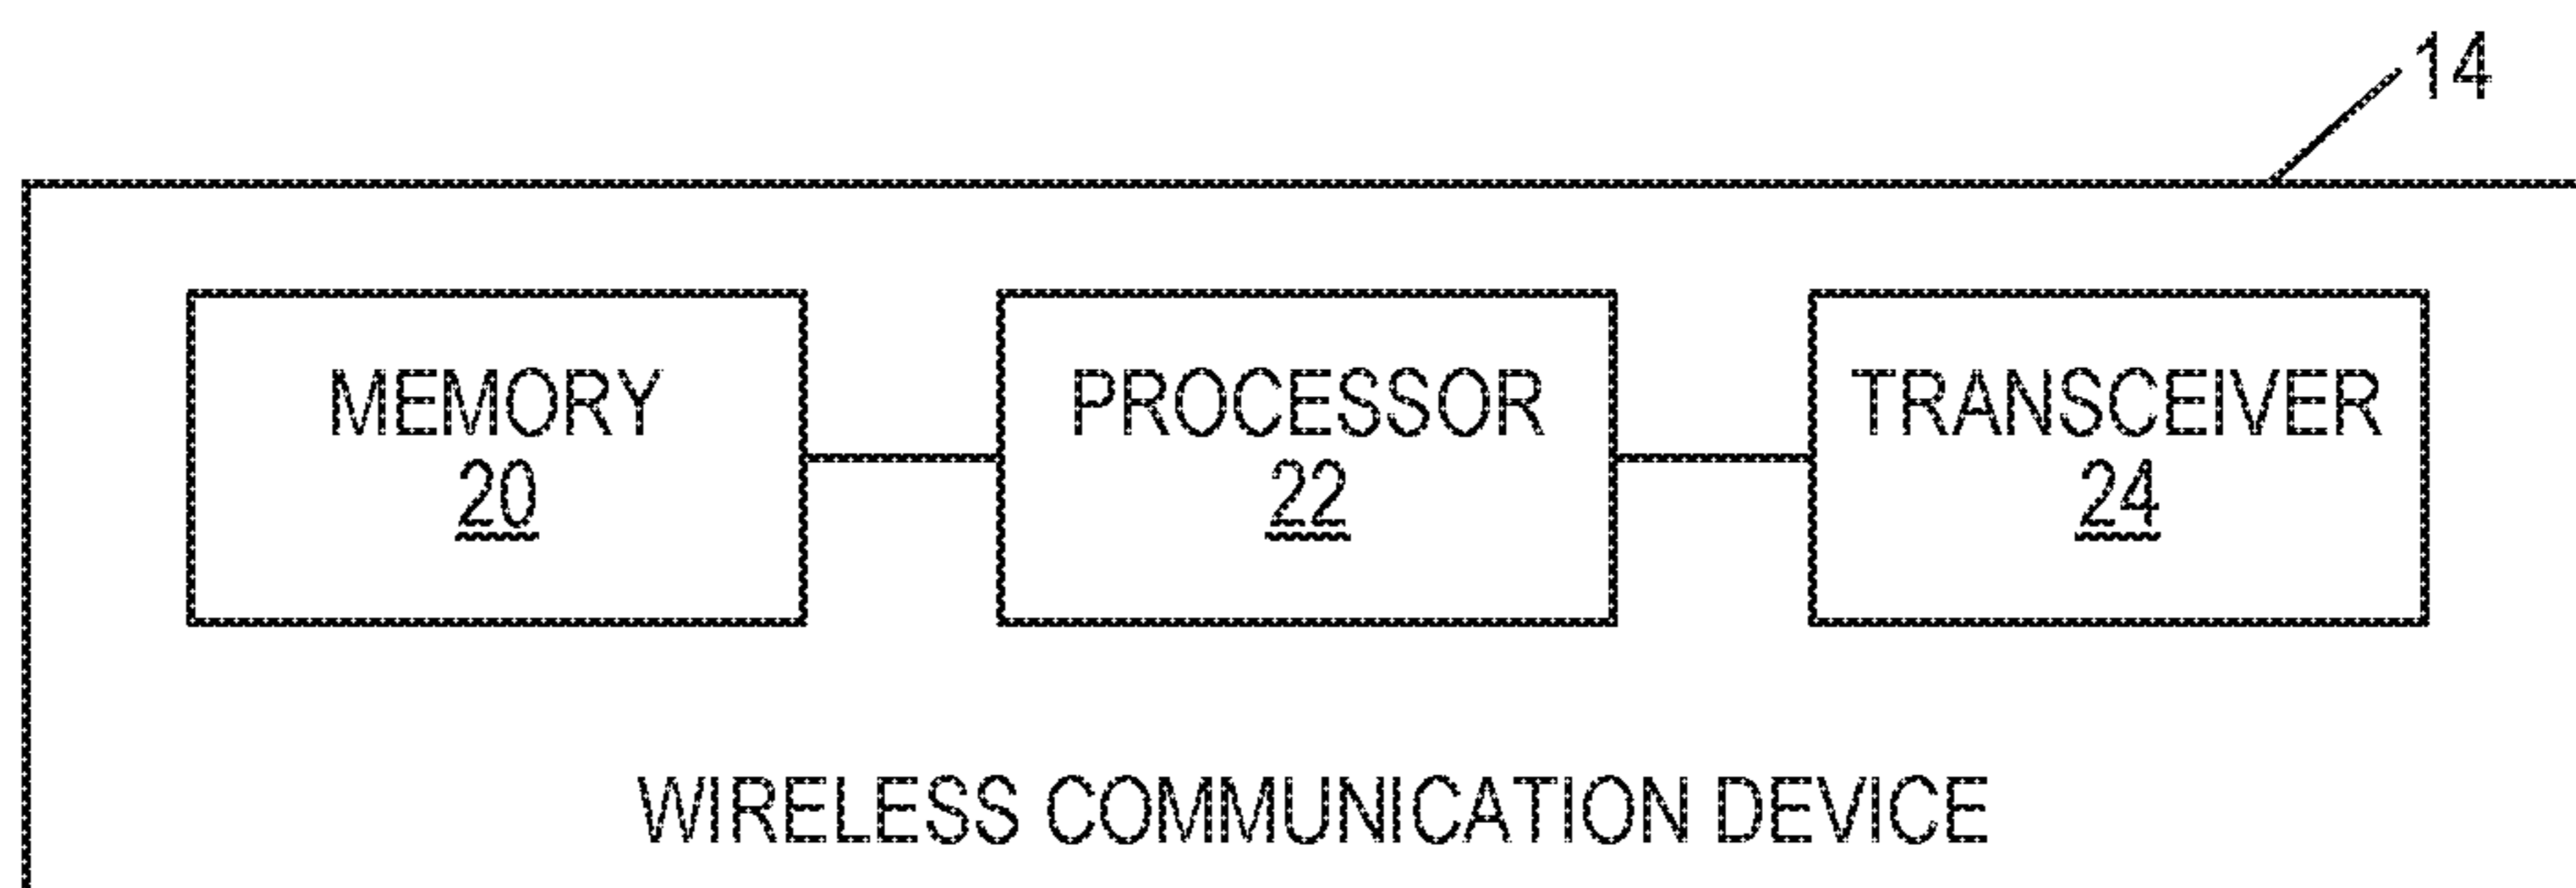 14
MEMORY
20
PROCESSOR
22
TRANSCEIVER
24
WIRELESS COMMUNICATION DEVICE